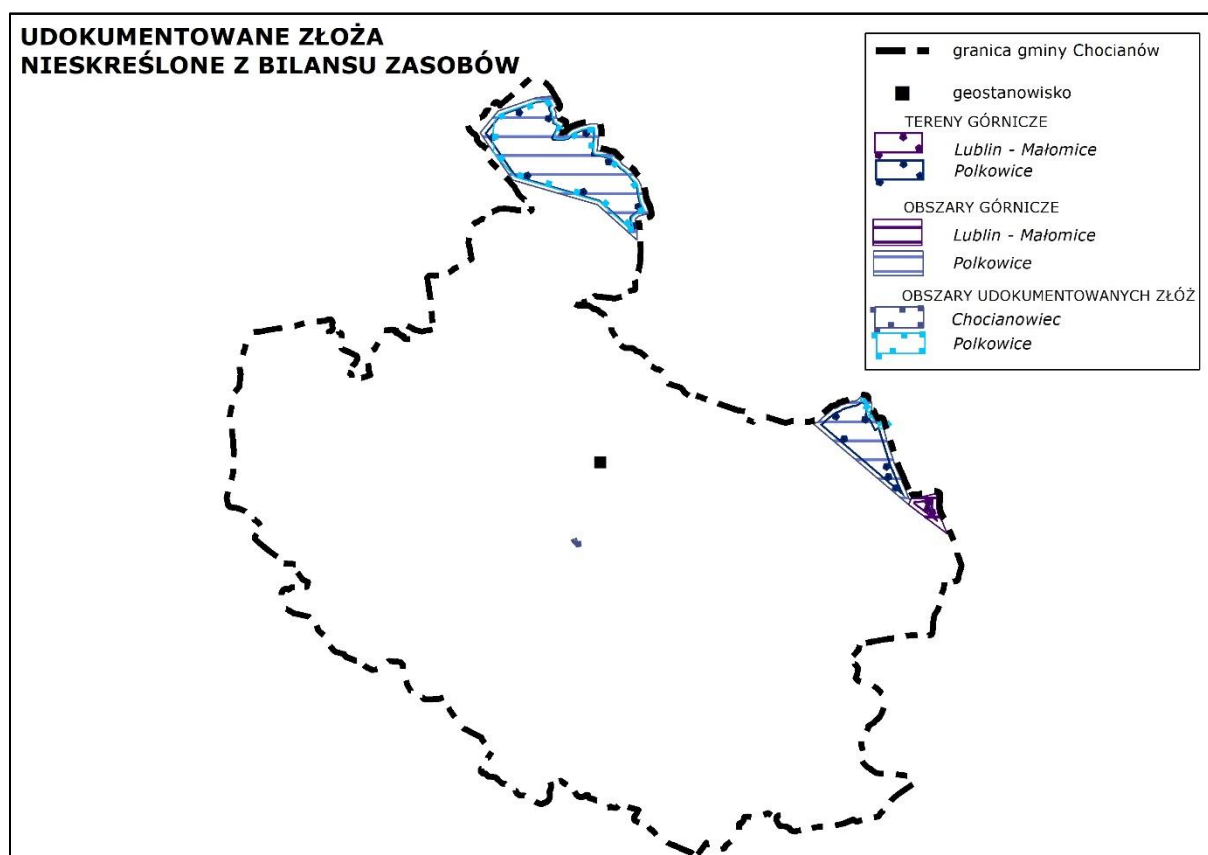 UDOKUMENTOWANE ZŁOŻA
NIESKREŚLONE Z BILANSU ZASOBÓW
granica gminy Chocianów
geostanowisko
TERENY GÓRNICZE
Lublin - Małomice
Polkowice
OBSZARY GÓRNICZE
Lublin - Małomice
Polkowice
OBSZARY UDOKUMENTOWANYCH ZŁÓŻ
Chocianowiec
Polkowice